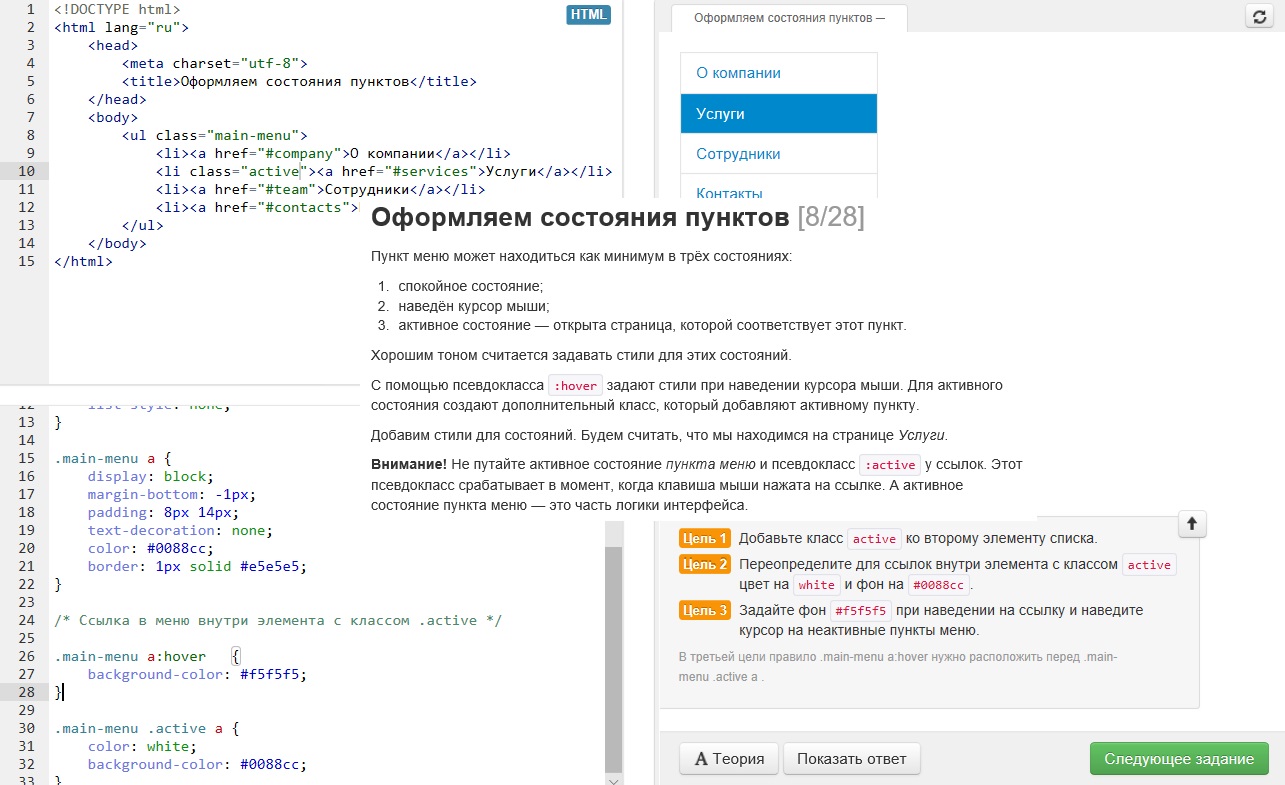 1 <!DOCTYPE html>
2 <html lang="ru">
3 <head>
4 <meta charset="utf-8">
5 <title>Оформляем состояния пунктов</title>
6 </head>
7 <body>
8 <ul class="main-menu">
9 <li><a href="#company">О компании</a></li>
10 <li class="active"><a href="#services">Услуги</a></li>
11 <li><a href="#team">Сотрудники</a></li>
12 <li><a href="#contacts">
13 </ul>
14 </body>
15 </html>
HTML
Оформляем состояния пунктов —
О компании
Услуги
Сотрудники
Контакты
Оформляем состояния пунктов [8/28]
Пункт меню может находиться как минимум в трёх состояниях:
1. спокойное состояние;
2. наведён курсор мыши;
3. активное состояние — открыта страница, которой соответствует этот пункт.
Хорошим тоном считается задавать стили для этих состояний.
С помощью псевдокласса :hover задают стили при наведении курсора мыши. Для активного
состояния создают дополнительный класс, который добавляют активному пункту.
Добавим стили для состояний. Будем считать, что мы находимся на странице Услуги.
Внимание! Не путайте активное состояние пункта меню и псевдокласс :active у ссылок. Этот
псевдокласс срабатывает в момент, когда клавиша мыши нажата на ссылке. А активное
состояние пункта меню — это часть логики интерфейса.
12 list-style: none;
13 }
14
15 .main-menu a {
16 display: block;
17 margin-bottom: -1px;
18 padding: 8px 14px;
19 text-decoration: none;
20 color: #0088cc;
21 border: 1px solid #e5e5e5;
22 }
23
24 /* Ссылка в меню внутри элемента с классом .active */
25
26 .main-menu a:hover {
27 background-color: #f5f5f5;
28 }
29
30 .main-menu .active a {
31 color: white;
32 background-color: #0088cc;
33 }
Цель 1 Добавьте класс active ко второму элементу списка.
Цель 2 Переопределите для ссылок внутри элемента с классом active
цвет на white и фон на #0088cc.
Цель 3 Задайте фон #f5f5f5 при наведении на ссылку и наведите
курсор на неактивные пункты меню.
В третьей цели правило .main-menu a:hover нужно расположить перед .main-
menu .active a .
A Теория
Показать ответ
Следующее задание